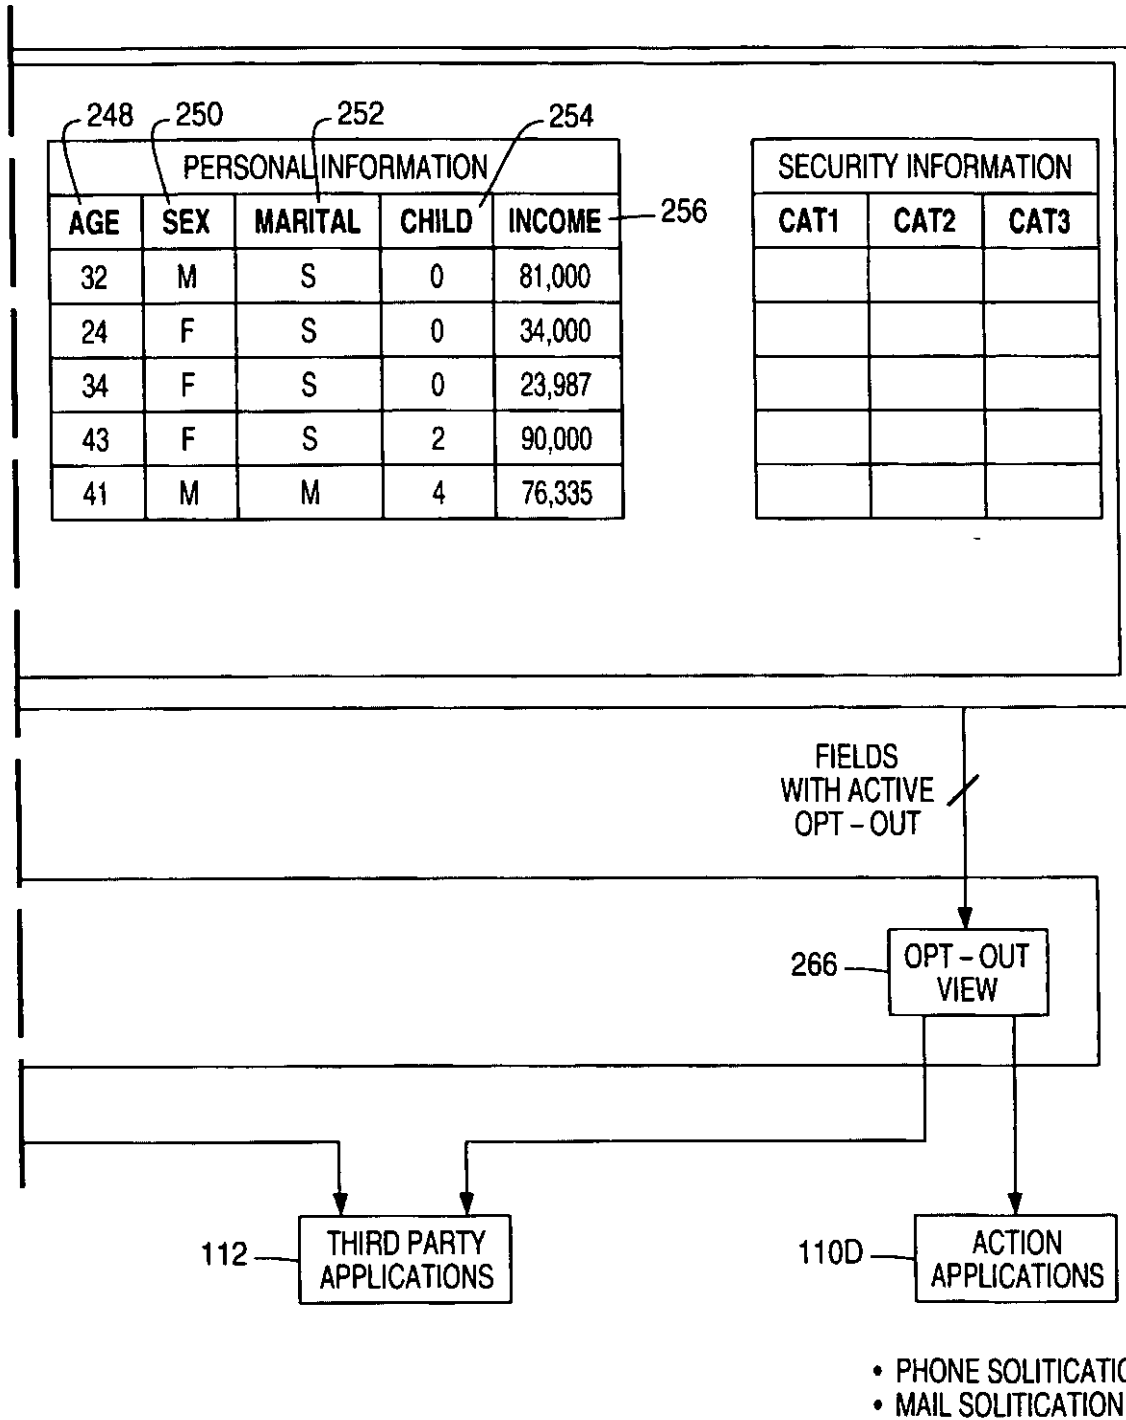 248 250 252 254
PERSONAL INFORMATION
AGE SEX MARITAL CHILD INCOME 256
32 M S 0 81,000
24 F S 0 34,000
34 F S 0 23,987
43 F S 2 90,000
41 M M 4 76,335
SECURITY INFORMATION
CAT1 CAT2 CAT3
FIELDS
WITH ACTIVE
OPT – OUT
266
OPT – OUT
VIEW
112
THIRD PARTY
APPLICATIONS
110D
ACTION
APPLICATIONS
• PHONE SOLITICATIO
• MAIL SOLITICATION